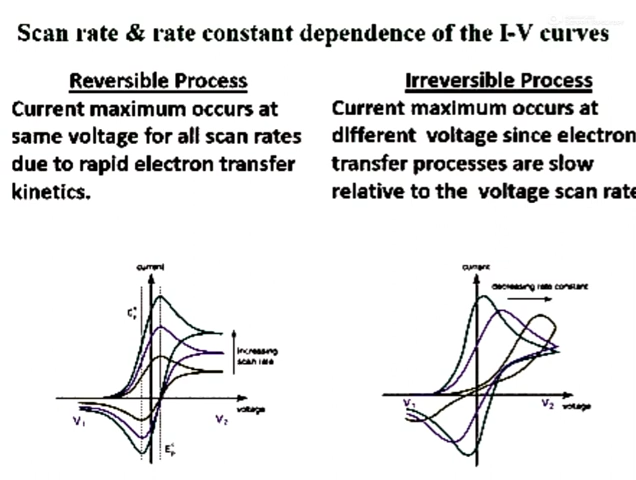 Scan rate & rate constant dependence of the I-V curves
Reversible Process
Current maximum occurs at
same voltage for all scan rates
due to rapid electron transfer
kinetics.
Irreversible Process
Current maximum occurs at
different voltage since electron
transfer processes are slow
relative to the voltage scan rate
current
increasing
scan rate
voltage
V₁
V₂
current
decreasing rate constant
V₁
V₂
voltage